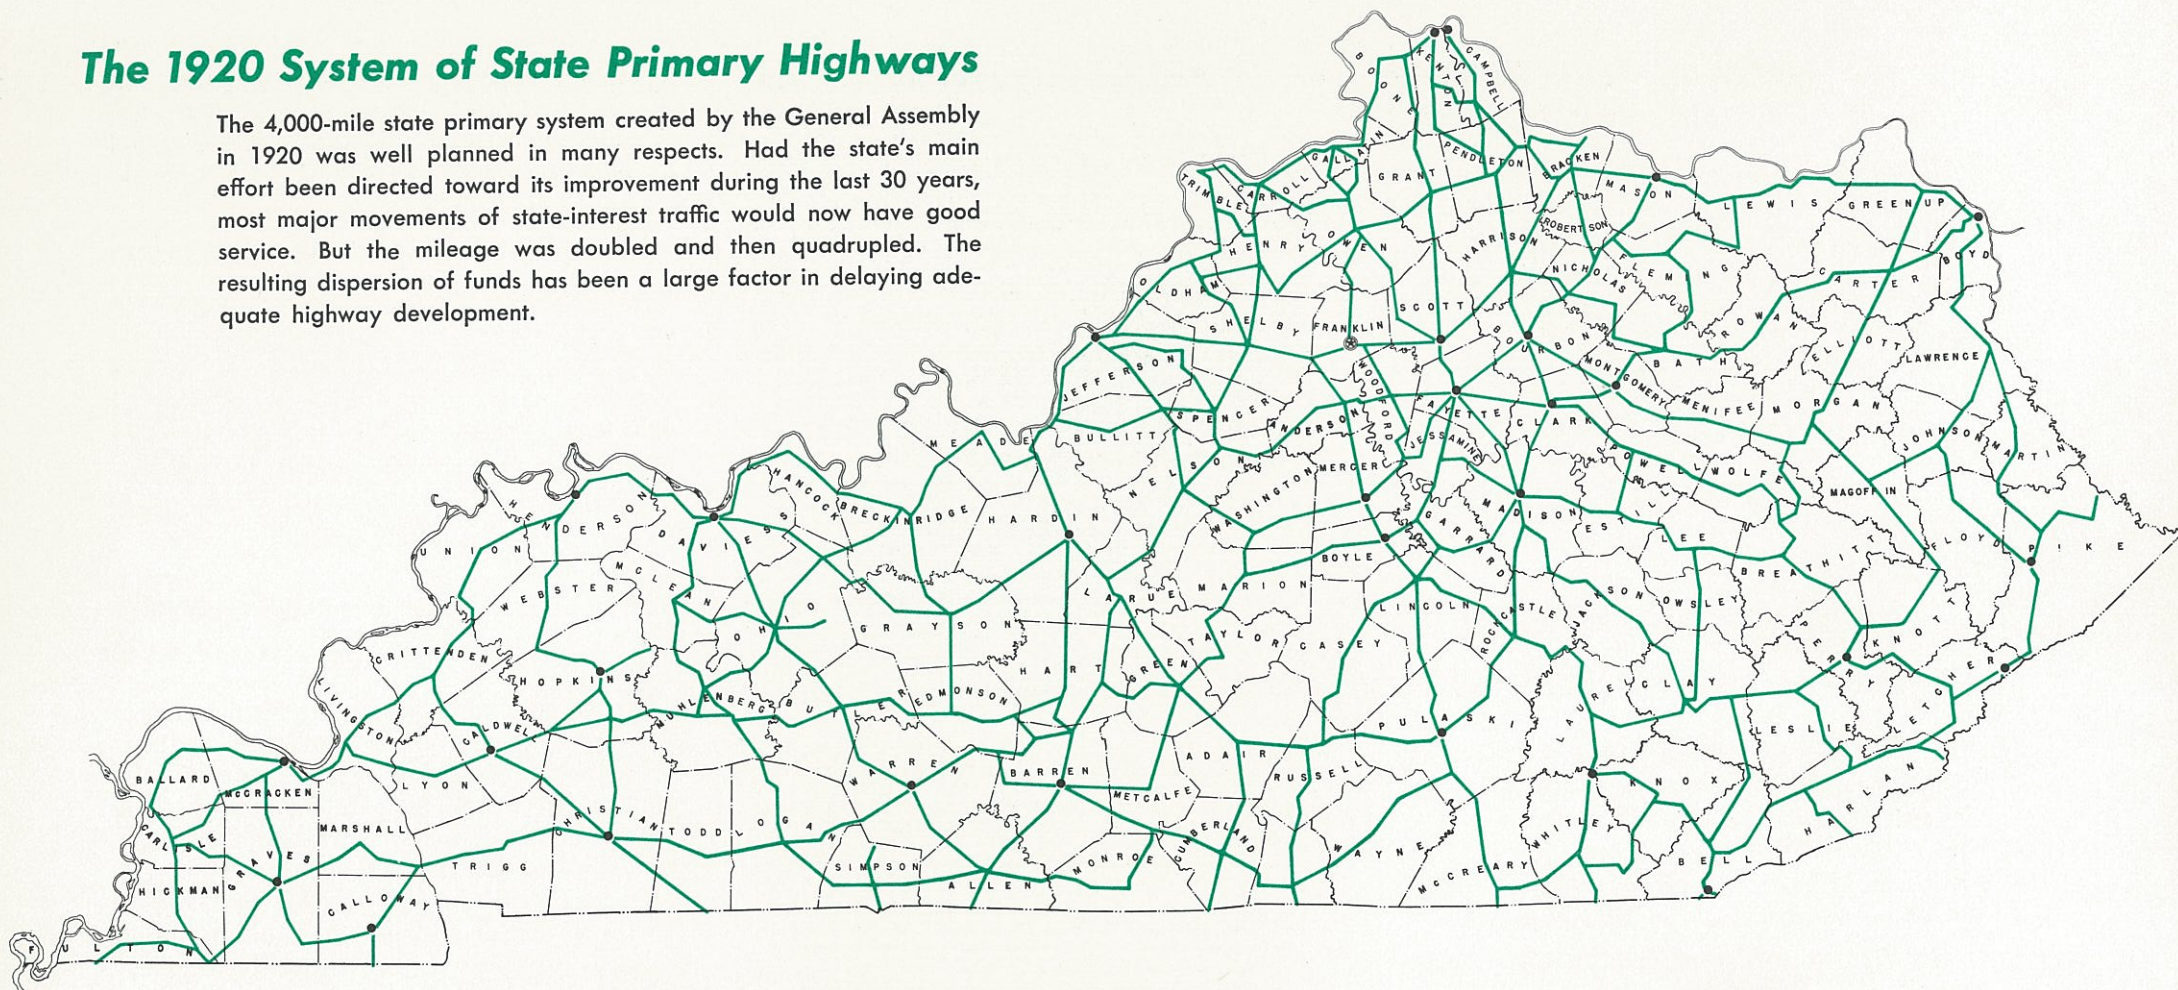 The 1920 System of State Primary Highways
The 4,000-mile state primary system created by the General Assembly
in 1920 was well planned in many respects. Had the state's main
effort been directed toward its improvement during the last 30 years,
most major movements of state-interest traffic would now have good
service. But the mileage was doubled and then quadrupled. The
resulting dispersion of funds has been a large factor in delaying ade-
quate highway development.
BOONE
KENTON
CAMPBELL
GALLATIN
GRANT
PENDLETON
BRACKEN
MASON
TRIMBLE
CARROLL
LEWIS
GREENUP
HENRY
OWEN
HARRISON
ROBERTSON
NICHOLAS
FLEMING
CARTER
BOYD
OLDHAM
SHELBY
FRANKLIN
SCOTT
BOURBON
ROWAN
BATH
ELLIOTT
LAWRENCE
JEFFERSON
WOODFORD
MONTGOMERY
MENIFEE
MORGAN
SPENCER
ANDERSON
FAYETTE
CLARK
JESSAMINE
JOHNSON
MARTIN
MEADE
BULLITT
NELSON
WASHINGTON
MERCER
POWELL
WOLFE
MAGOFFIN
HANCOCK
BRECKINRIDGE
HARDIN
HENDERSON
DAVIESS
UNION
MADISON
GARRARD
ESTILL
LEE
BREATHITT
FLOYD
PIKE
BOYLE
WEBSTER
MCLEAN
LARUE
MARION
LINCOLN
ROCKCASTLE
JACKSON
OWSLEY
OHIO
GRAYSON
TAYLOR
CASEY
PERRY
KNOTT
CRITTENDEN
HOPKINS
HART
GREEN
LETCHER
LIVINGSTON
MUHLENBERG
BUTLER
EDMONSON
LAUREL
CLAY
CALDWELL
PULASKI
LESLIE
BALLARD
McCRACKEN
LYON
WARREN
BARREN
METCALFE
ADAIR
RUSSELL
KNOX
HARLAN
CARLISLE
GRAVES
MARSHALL
CHRISTIAN
TODD
LOGAN
CUMBERLAND
WAYNE
WHITLEY
McCREARY
BELL
HICKMAN
TRIGG
SIMPSON
ALLEN
MONROE
CALLOWAY
FULTON